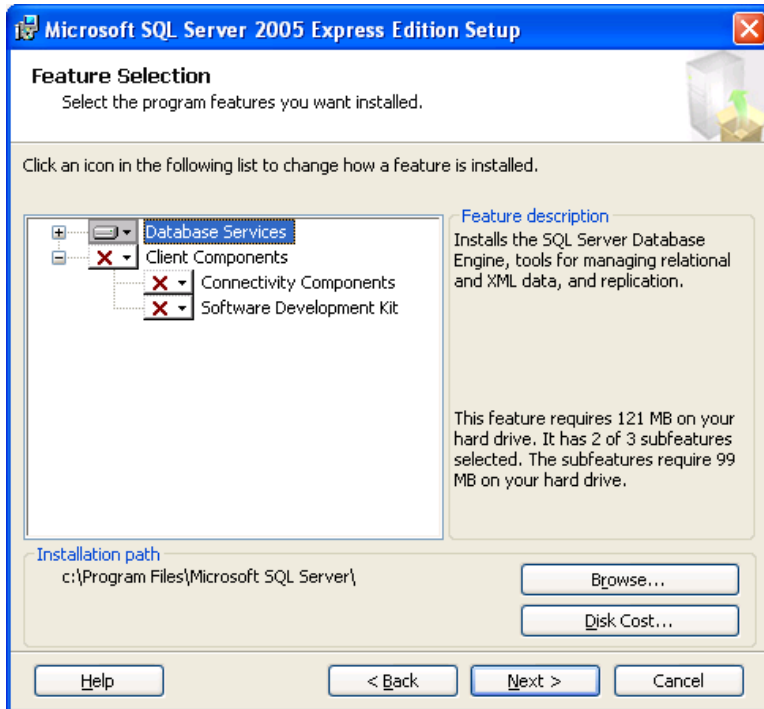 Microsoft SQL Server 2005 Express Edition Setup
Feature Selection
Select the program features you want installed.
Click an icon in the following list to change how a feature is installed.
Database Services
Client Components
Connectivity Components
Software Development Kit
Feature description
Installs the SQL Server Database
Engine, tools for managing relational
and XML data, and replication.
This feature requires 121 MB on your
hard drive. It has 2 of 3 subfeatures
selected. The subfeatures require 99
MB on your hard drive.
Installation path
c:\Program Files\Microsoft SQL Server\
Browse...
Disk Cost...
Help
< Back
Next >
Cancel